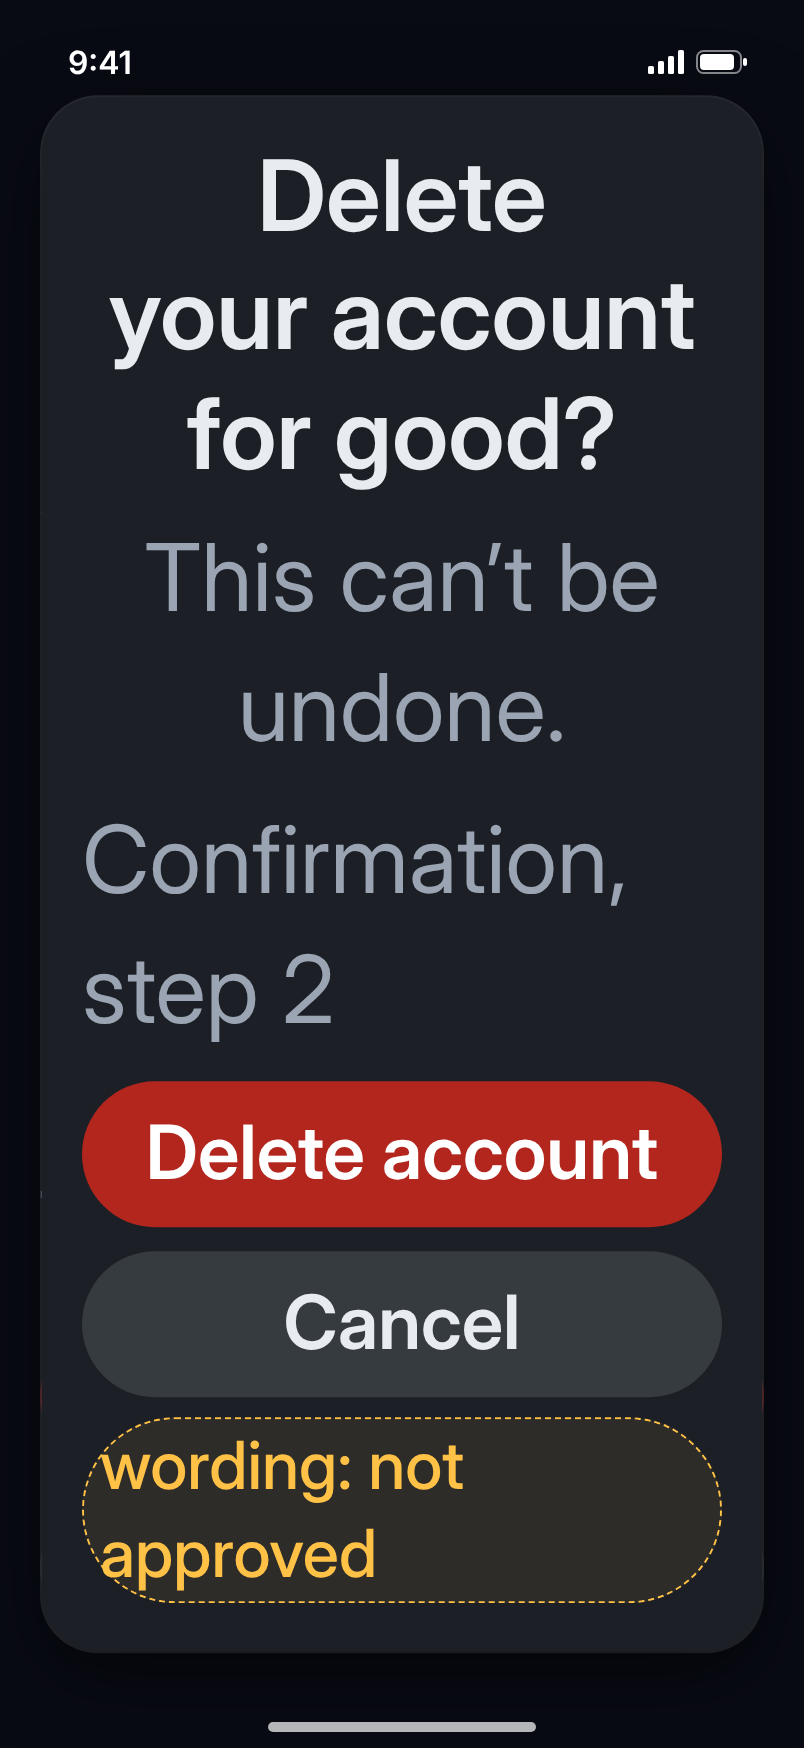 9:41
Delete
your account
for good?
This can’t be
undone.
Confirmation,
step 2
Delete account
Cancel
wording: not
approved